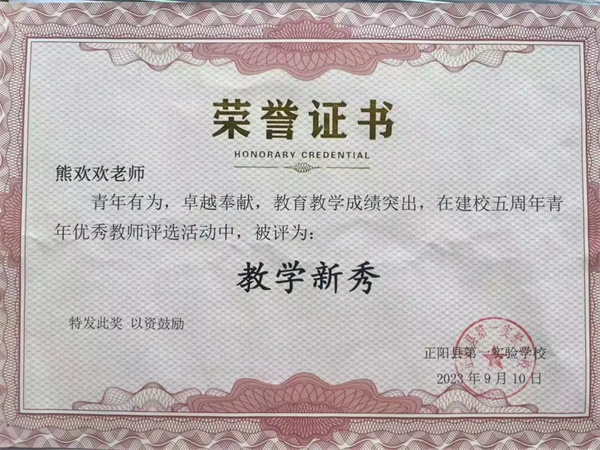 荣誉证书
HONORARY CREDENTIAL
熊欢欢老师
青年有为，卓越奉献，教育教学成绩突出，在建校五周年青
年优秀教师评选活动中，被评为：
教学新秀
特发此奖 以资鼓励
正阳县第一实验学校
2023年9月10日